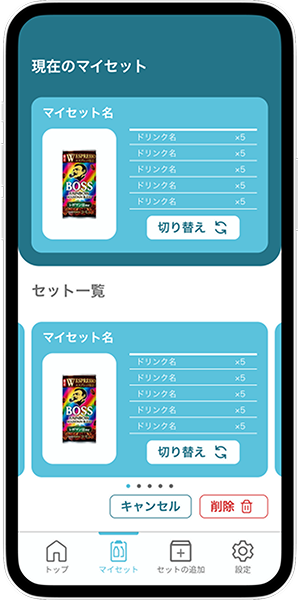 現在のマイセット
マイセット名
ドリンク名 ×5
ドリンク名 ×5
ドリンク名 ×5
ドリンク名 ×5
ドリンク名 ×5
BOSS
切り替え
セット一覧
マイセット名
ドリンク名 ×5
ドリンク名 ×5
ドリンク名 ×5
ドリンク名 ×5
ドリンク名 ×5
BOSS
切り替え
キャンセル
削除
トップ
マイセット
セットの追加
設定